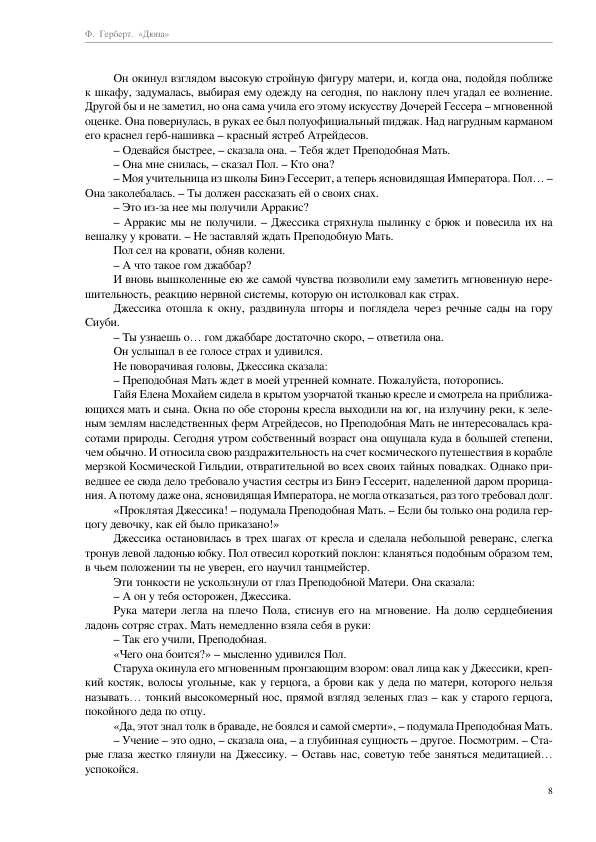 Ф. Герберт. «Дюна»
Он окинул взглядом высокую стройную фигуру матери, и, когда она, подойдя поближе
к шкафу, задумалась, выбирая ему одежду на сегодня, по наклону плеч угадал ее волнение.
Другой бы и не заметил, но она сама учила его этому искусству Дочерей Гессера – мгновенной
оценке. Она повернулась, в руках ее был полуофициальный пиджак. Над нагрудным карманом
его краснел герб-нашивка – красный ястреб Атрейдесов.
– Одевайся быстрее, – сказала она. – Тебя ждет Преподобная Мать.
– Она мне снилась, – сказал Пол. – Кто она?
– Моя учительница из школы Бинэ Гессерит, а теперь ясновидящая Императора. Пол… –
Она заколебалась. – Ты должен рассказать ей о своих снах.
– Это из-за нее мы получили Арракис?
– Арракис мы не получили. – Джессика стряхнула пылинку с брюк и повесила их на
вешалку у кровати. – Не заставляй ждать Преподобную Мать.
Пол сел на кровати, обняв колени.
– А что такое гом джаббар?
И вновь вышколенные ею же самой чувства позволили ему заметить мгновенную нере-
шительность, реакцию нервной системы, которую он истолковал как страх.
Джессика отошла к окну, раздвинула шторы и поглядела через речные сады на гору
Сиуби.
– Ты узнаешь о… гом джаббаре достаточно скоро, – ответила она.
Он услышал в ее голосе страх и удивился.
Не поворачивая головы, Джессика сказала:
– Преподобная Мать ждет в моей утренней комнате. Пожалуйста, поторопись.
Гайя Елена Мохайем сидела в крытом узорчатой тканью кресле и смотрела на приближа-
ющихся мать и сына. Окна по обе стороны кресла выходили на юг, на излучину реки, к зеле-
ным землям наследственных ферм Атрейдесов, но Преподобная Мать не интересовалась кра-
сотами природы. Сегодня утром собственный возраст она ощущала куда в большей степени,
чем обычно. И относила свою раздражительность на счет космического путешествия в корабле
мерзкой Космической Гильдии, отвратительной во всех своих тайных повадках. Однако при-
ведшее ее сюда дело требовало участия сестры из Бинэ Гессерит, наделенной даром прорица-
ния. А потому даже она, ясновидящая Императора, не могла отказаться, раз того требовал долг.
«Проклятая Джессика! – подумала Преподобная Мать. – Если бы только она родила гер-
цогу девочку, как ей было приказано!»
Джессика остановилась в трех шагах от кресла и сделала небольшой реверанс, слегка
тронув левой ладонью юбку. Пол отвесил короткий поклон: кланяться подобным образом тем,
в чьем положении ты не уверен, его научил танцмейстер.
Эти тонкости не ускользнули от глаз Преподобной Матери. Она сказала:
– А он у тебя осторожен, Джессика.
Рука матери легла на плечо Пола, стиснув его на мгновение. На долю сердцебиения
ладонь сотряс страх. Мать немедленно взяла себя в руки:
– Так его учили, Преподобная.
«Чего она боится?» – мысленно удивился Пол.
Старуха окинула его мгновенным пронзающим взором: овал лица как у Джессики, креп-
кий костяк, волосы угольные, как у герцога, а брови как у деда по матери, которого нельзя
называть… тонкий высокомерный нос, прямой взгляд зеленых глаз – как у старого герцога,
покойного деда по отцу.
«Да, этот знал толк в браваде, не боялся и самой смерти», – подумала Преподобная Мать.
– Учение – это одно, – сказала она, – а глубинная сущность – другое. Посмотрим. – Ста-
рые глаза жестко глянули на Джессику. – Оставь нас, советую тебе заняться медитацией…
успокойся.
8